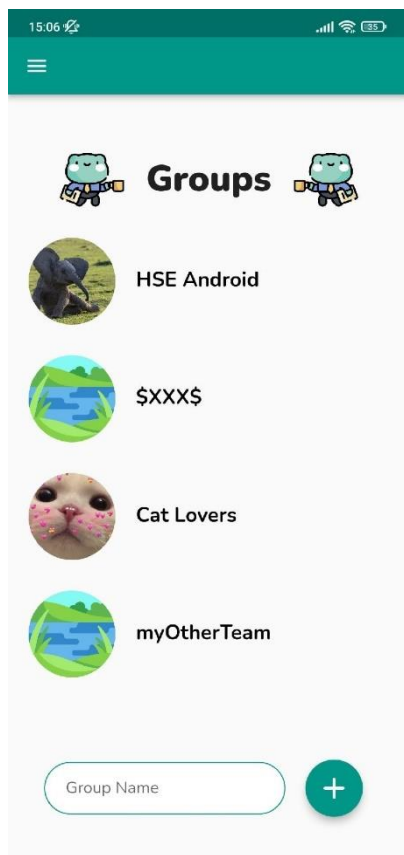 15:06
35
Groups
HSE Android
$XXX$
Cat Lovers
myOtherTeam
Group Name